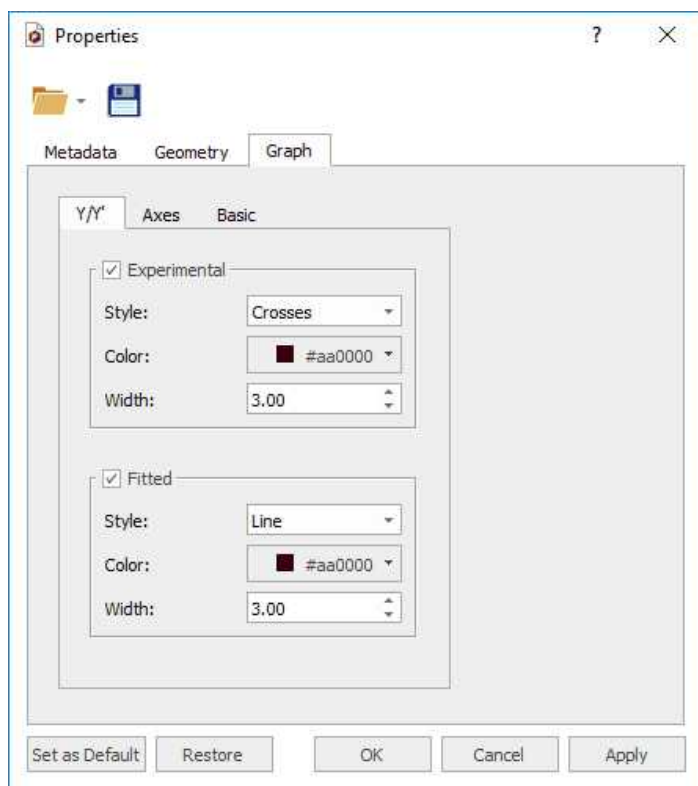 Properties ?
Metadata Geometry Graph
Y/Y' Axes Basic
Experimental
Style: Crosses
Color: #aa0000
Width: 3.00
Fitted
Style: Line
Color: #aa0000
Width: 3.00
Set as Default Restore OK Cancel Apply